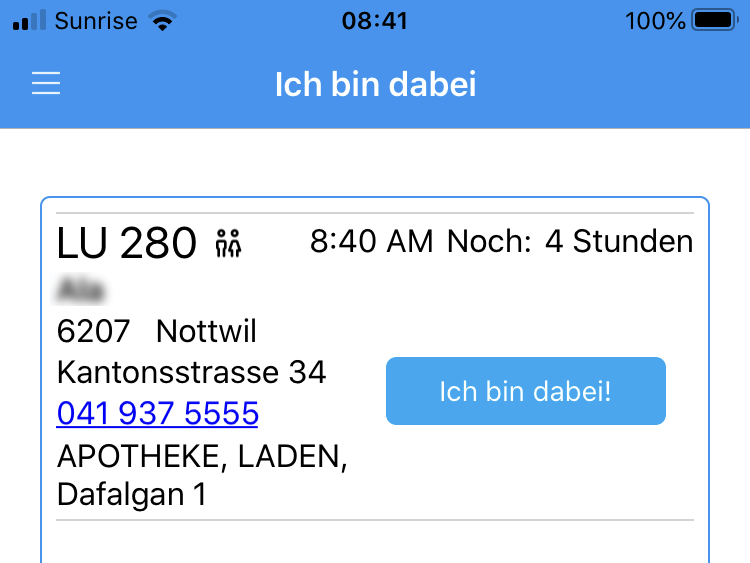 Sunrise 08:41 100%
Ich bin dabei
LU 280 8:40 AM Noch: 4 Stunden
6207 Nottwil
Kantonsstrasse 34
Ich bin dabei!
041 937 5555
APOTHEKE, LADEN,
Dafalgan 1